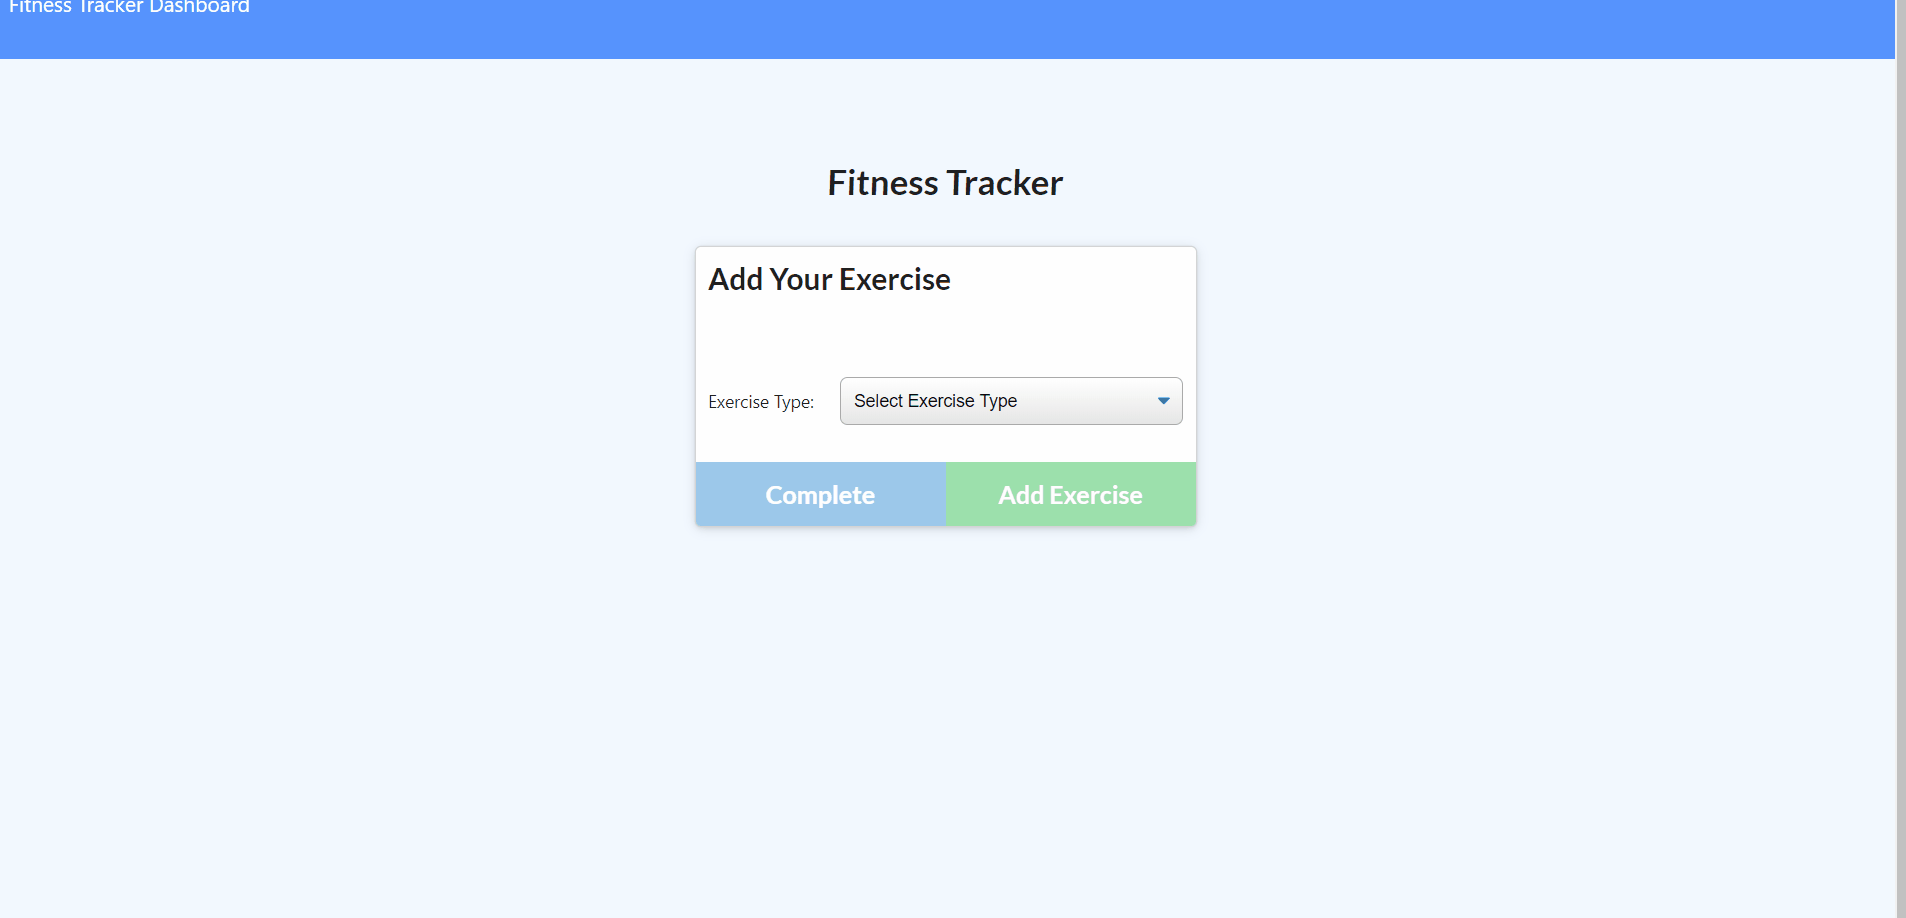 Fitness Tracker Dashboard
Fitness Tracker
Add Your Exercise
Exercise Type: Select Exercise Type
Complete Add Exercise